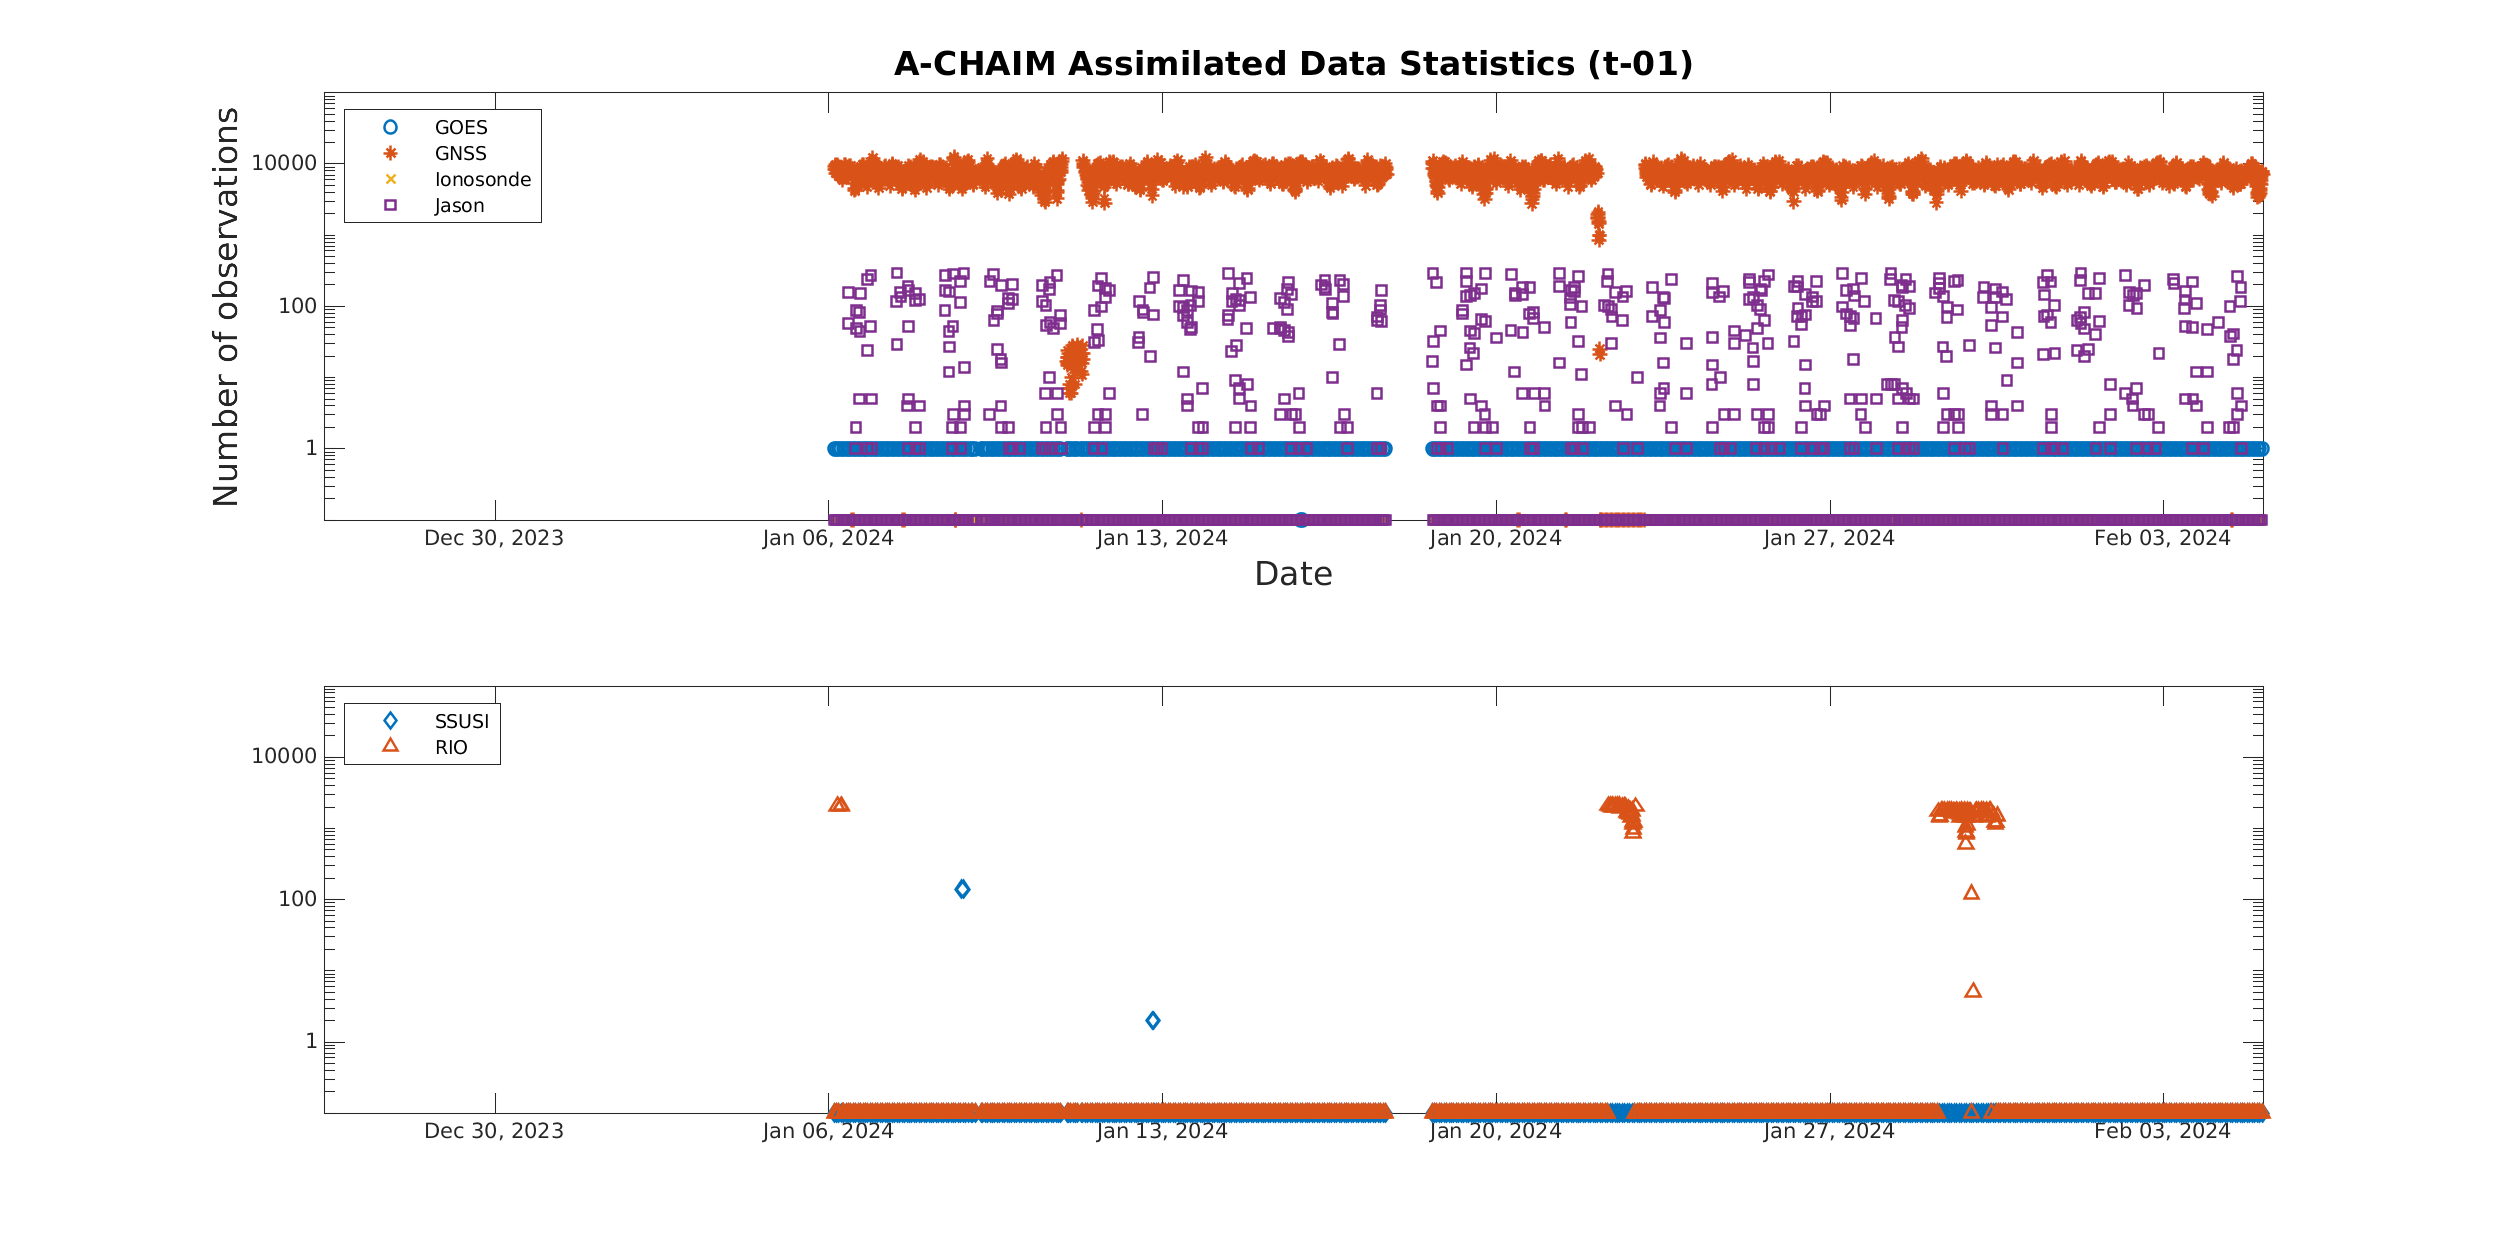 A-CHAIM Assimilated Data Statistics (t-01)
Number of observations
10000
100
1
GOES
GNSS
Ionosonde
Jason
Dec 30, 2023
Jan 06, 2024
Jan 13, 2024
Jan 20, 2024
Jan 27, 2024
Feb 03, 2024
Date
10000
100
1
SSUSI
RIO
Dec 30, 2023
Jan 06, 2024
Jan 13, 2024
Jan 20, 2024
Jan 27, 2024
Feb 03, 2024